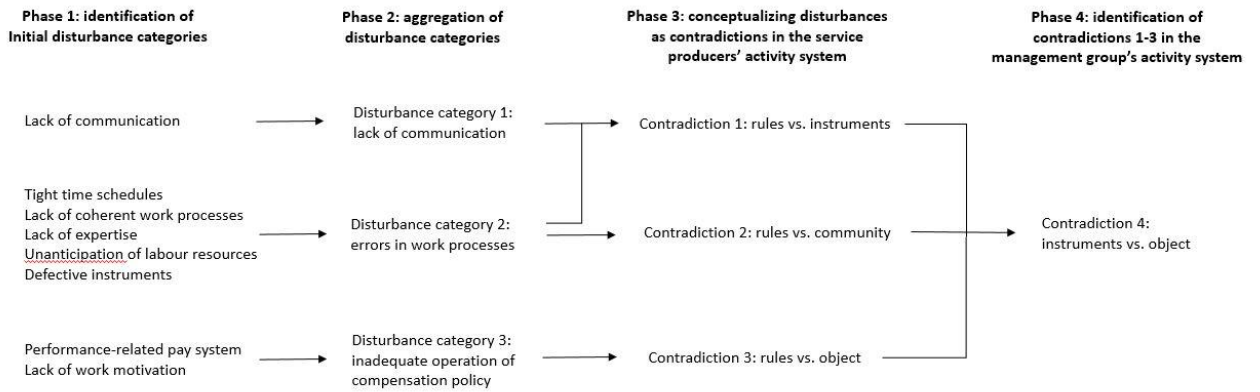 Phase 1: identification of
Initial disturbance categories
Phase 2: aggregation of
disturbance categories
Phase 3: conceptualizing disturbances
as contradictions in the service
producers’ activity system
Phase 4: identification of
contradictions 1-3 in the
management group’s activity system
Lack of communication
Disturbance category 1:
lack of communication
Contradiction 1: rules vs. instruments
Tight time schedules
Lack of coherent work processes
Lack of expertise
Unanticipation of labour resources
Defective instruments
Disturbance category 2:
errors in work processes
Contradiction 2: rules vs. community
Contradiction 4:
instruments vs. object
Performance-related pay system
Lack of work motivation
Disturbance category 3:
inadequate operation of
compensation policy
Contradiction 3: rules vs. object